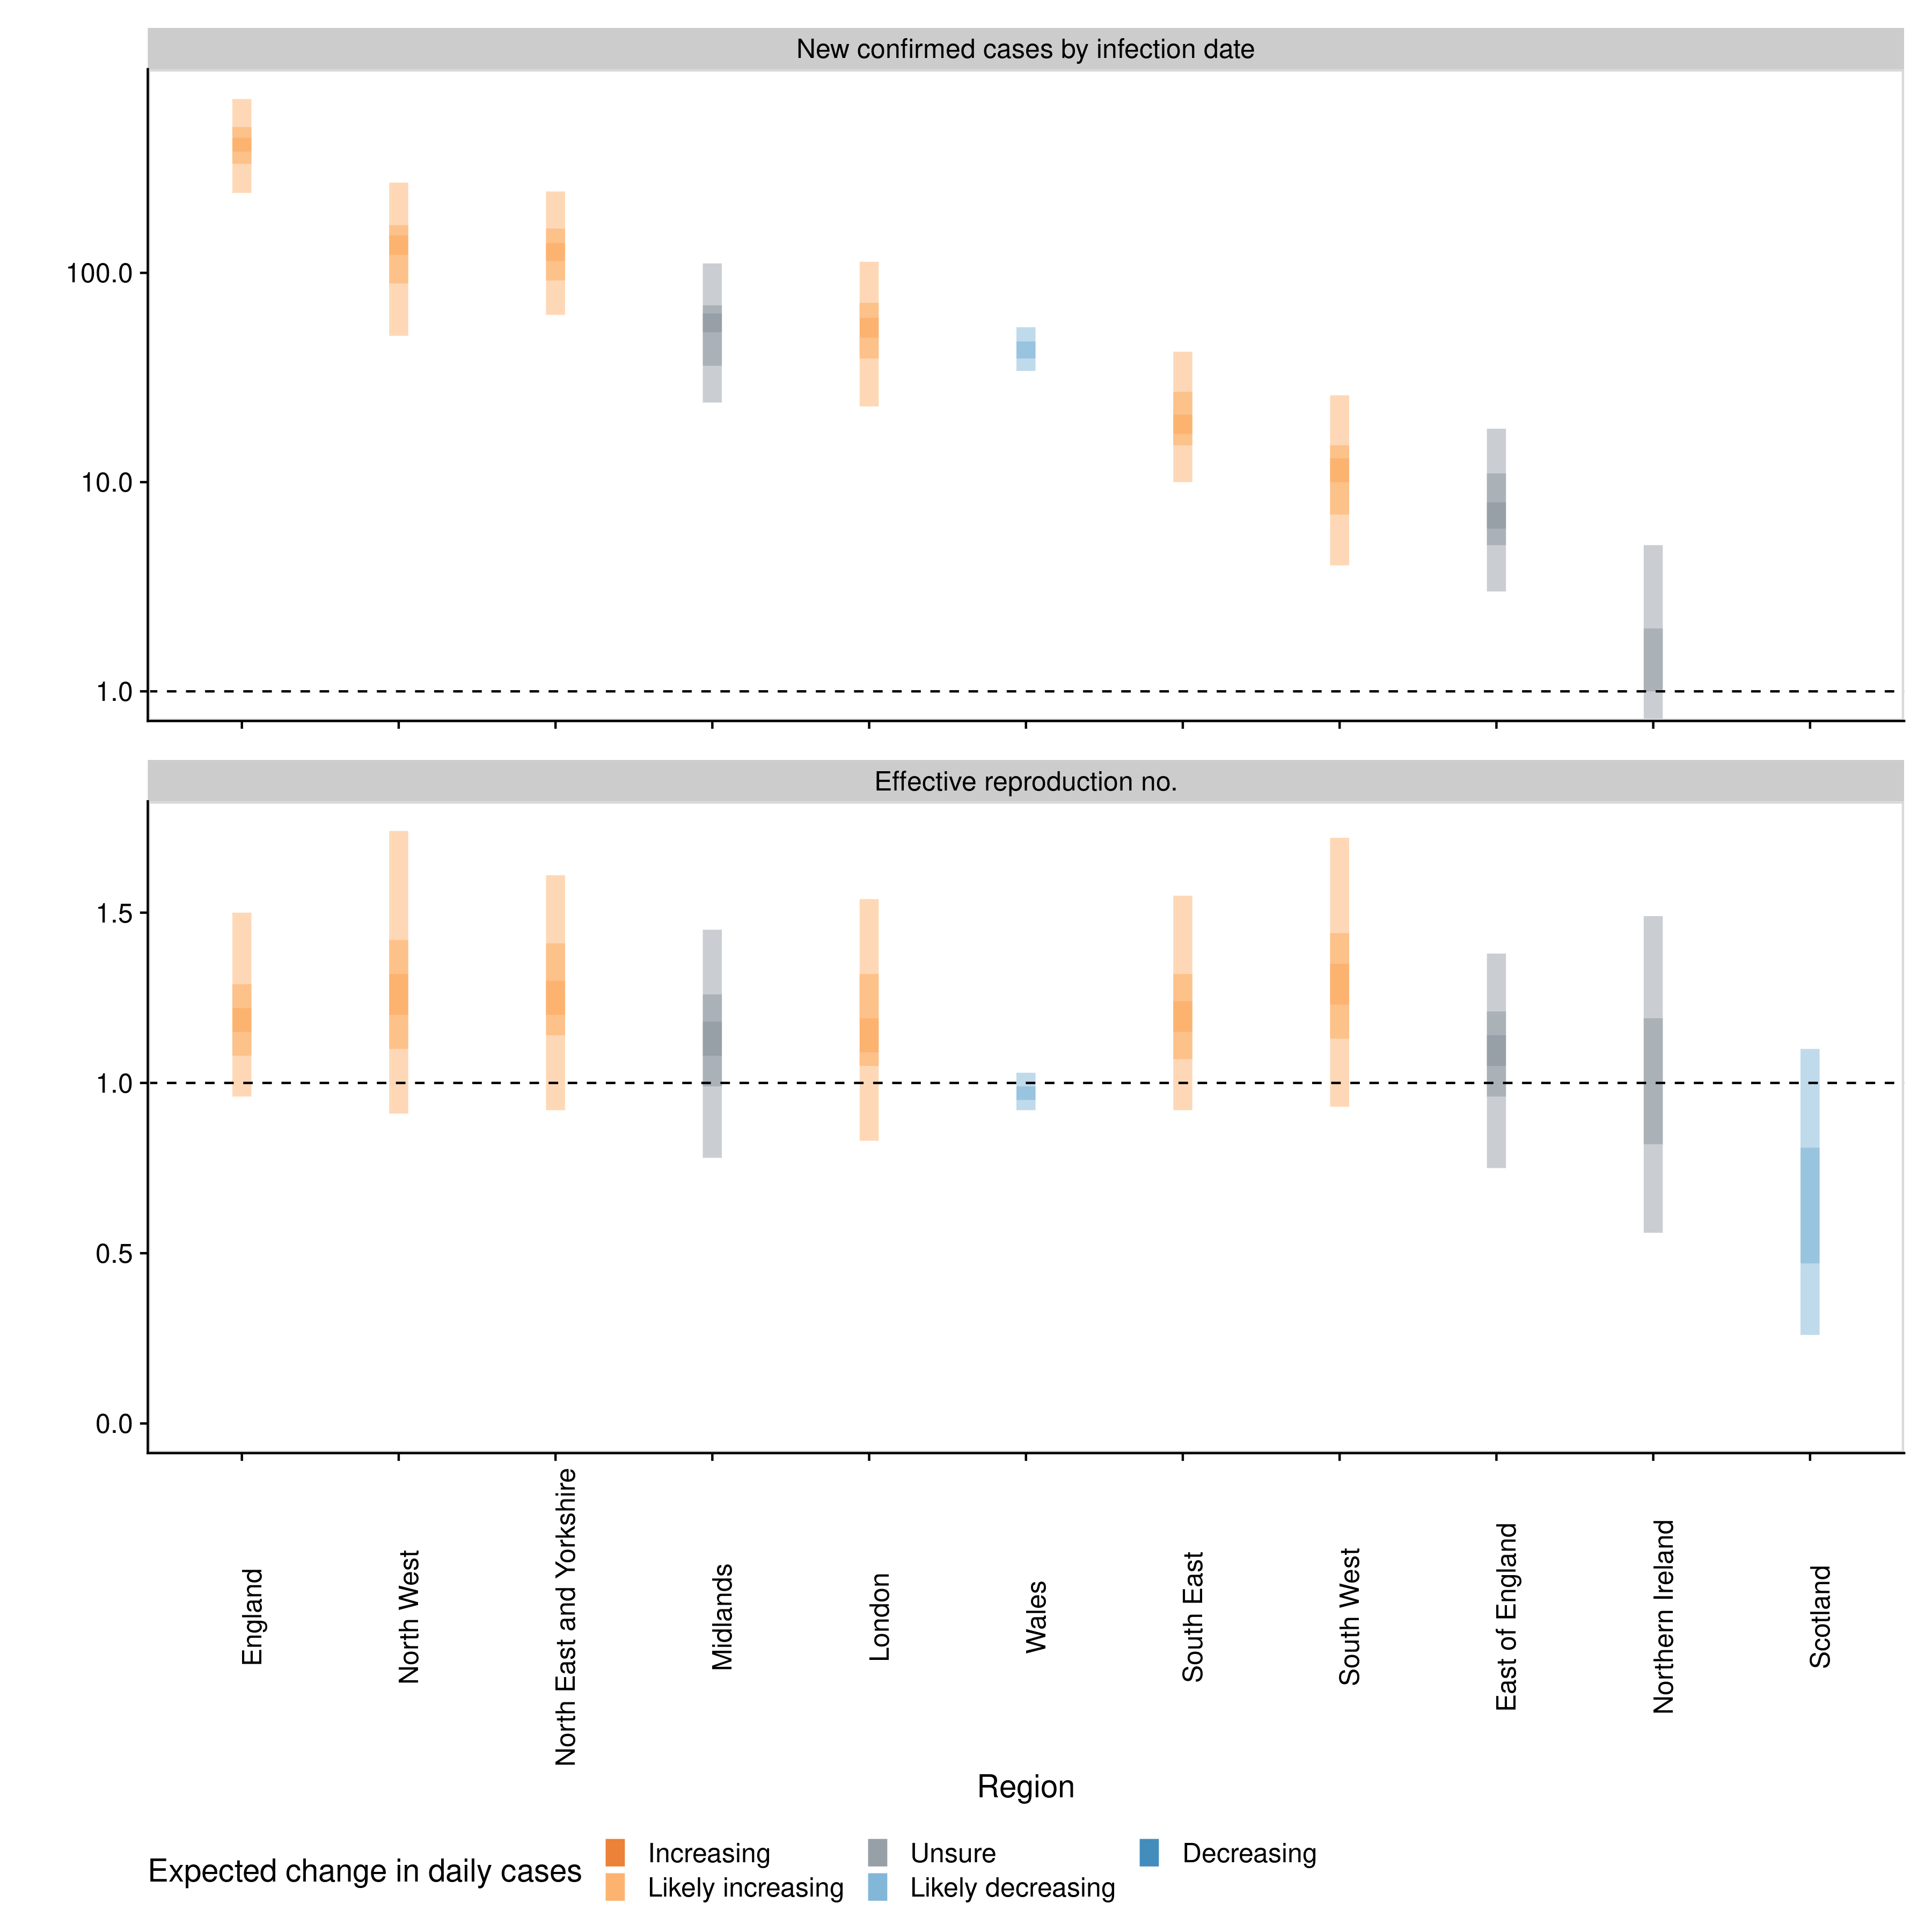 New confirmed cases by infection date
100.0
10.0
1.0
Effective reproduction no.
1.5
1.0
0.5
0.0
England
North West
North East and Yorkshire
Midlands
London
Wales
South East
South West
East of England
Northern Ireland
Scotland
Region
Expected change in daily cases
Increasing
Unsure
Decreasing
Likely increasing
Likely decreasing